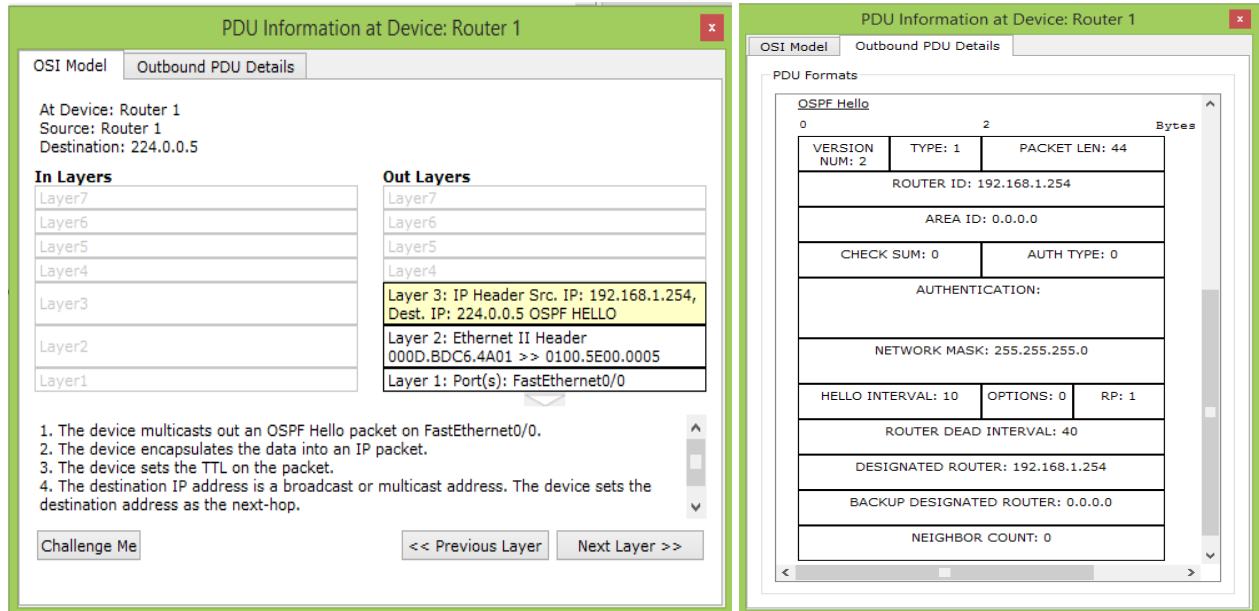 PDU Information at Device: Router 1
x
OSI Model
Outbound PDU Details
At Device: Router 1
Source: Router 1
Destination: 224.0.0.5
In Layers
Layer7
Layer6
Layer5
Layer4
Layer3
Layer2
Layer1
Out Layers
Layer7
Layer6
Layer5
Layer4
Layer 3: IP Header Src. IP: 192.168.1.254,
Dest. IP: 224.0.0.5 OSPF HELLO
Layer 2: Ethernet II Header
000D.BDC6.4A01 >> 0100.5E00.0005
Layer 1: Port(s): FastEthernet0/0
1. The device multicasts out an OSPF Hello packet on FastEthernet0/0.
2. The device encapsulates the data into an IP packet.
3. The device sets the TTL on the packet.
4. The destination IP address is a broadcast or multicast address. The device sets the
destination address as the next-hop.
Challenge Me
<< Previous Layer
Next Layer >>
PDU Information at Device: Router 1
x
OSI Model
Outbound PDU Details
PDU Formats
OSPF Hello
0 2 Bytes
VERSION
NUM: 2
TYPE: 1
PACKET LEN: 44
ROUTER ID: 192.168.1.254
AREA ID: 0.0.0.0
CHECK SUM: 0
AUTH TYPE: 0
AUTHENTICATION:
NETWORK MASK: 255.255.255.0
HELLO INTERVAL: 10
OPTIONS: 0
RP: 1
ROUTER DEAD INTERVAL: 40
DESIGNATED ROUTER: 192.168.1.254
BACKUP DESIGNATED ROUTER: 0.0.0.0
NEIGHBOR COUNT: 0